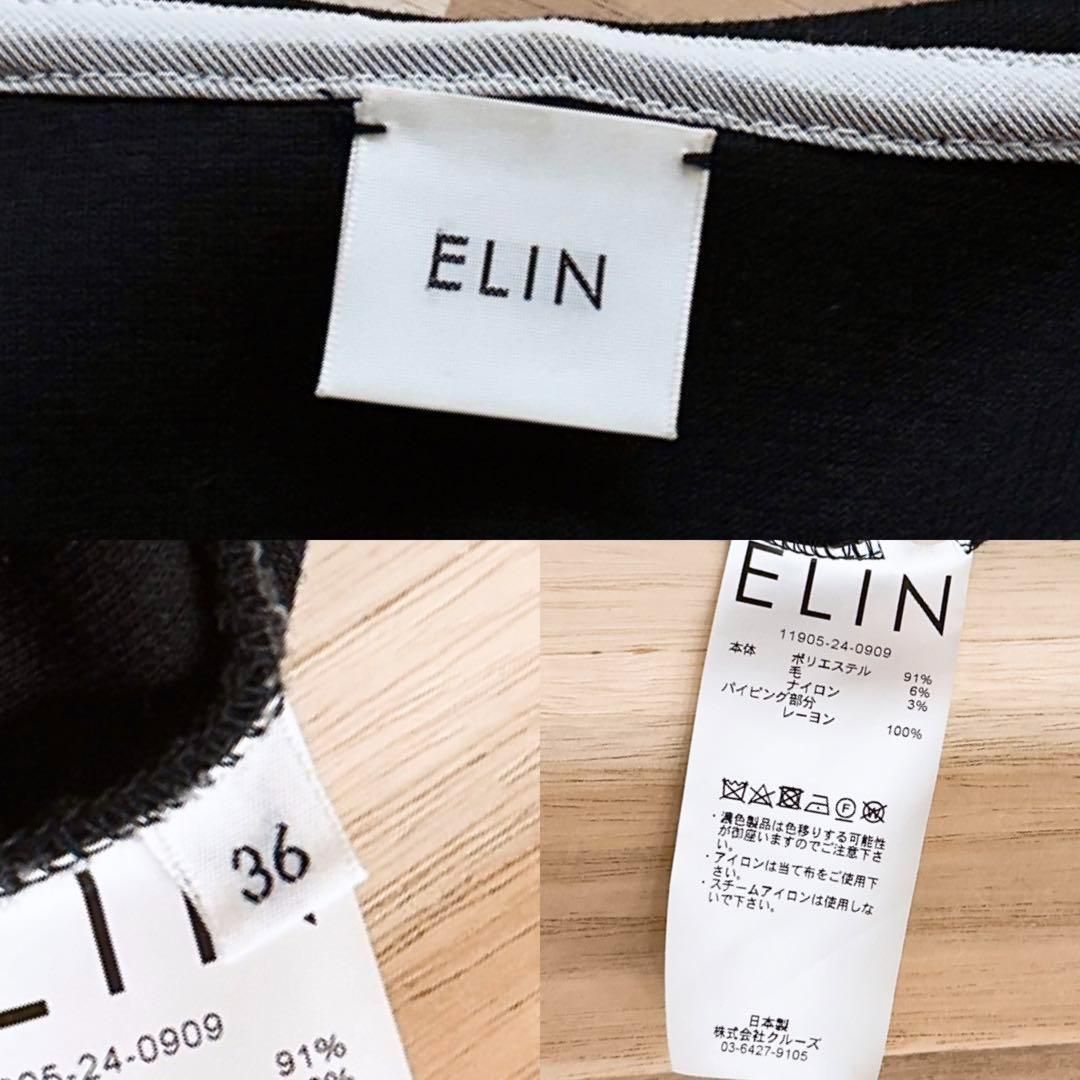 ELIN
36
05-24-0909
91%
ELIN
11905-24-0909
本体 ポリエステル 91%
毛 6%
ナイロン 3%
パイピング部分
レーヨン 100%
F W
・濃色製品は色移りする可能性
が御座いますのでご注意下さ
い。
・アイロンは当て布をご使用下
さい。
・スチームアイロンは使用しな
いで下さい。
日本製
株式会社クルーズ
03-6427-9105